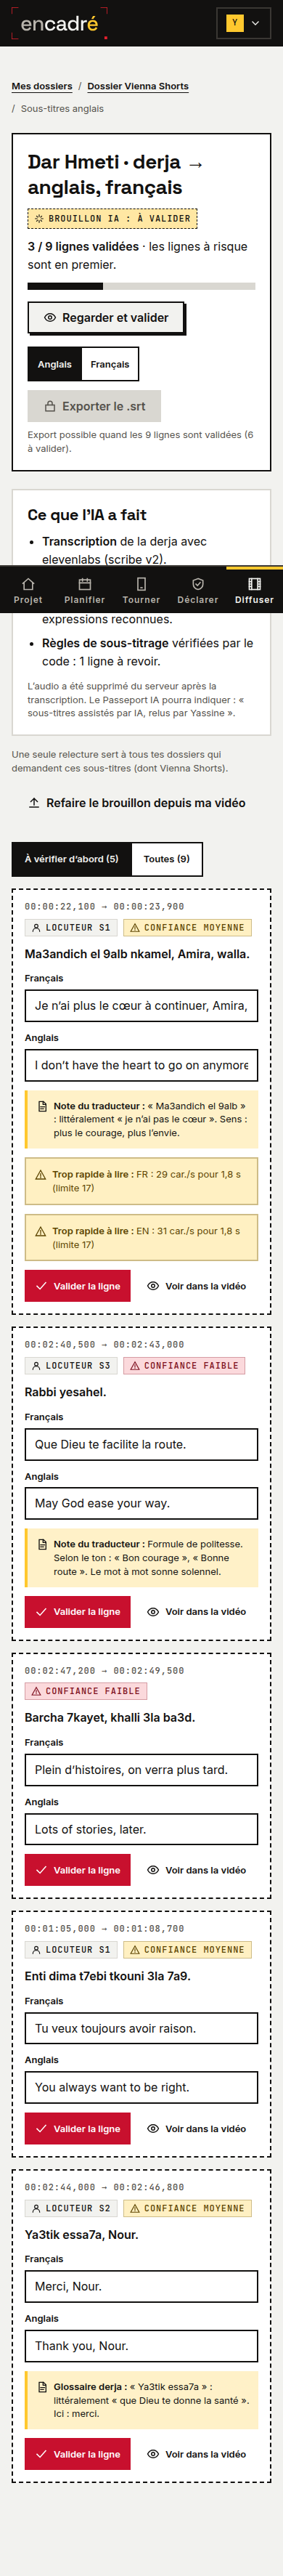 encadré
Y
Mes dossiers / Dossier Vienna Shorts
/ Sous-titres anglais
Dar Hmeti · derja →
anglais, français
BROUILLON IA : À VALIDER
3 / 9 lignes validées · les lignes à risque
sont en premier.
Regarder et valider
Anglais Français
Exporter le .srt
Export possible quand les 9 lignes sont validées (6
à valider).
Ce que l'IA a fait
• Transcription de la derja avec
elevenlabs (scribe v2).
Projet Planifier Tourner Déclarer Diffuser
expressions reconnues.
• Règles de sous-titrage vérifiées par le
code : 1 ligne à revoir.
L'audio a été supprimé du serveur après la
transcription. Le Passeport IA pourra indiquer : «
sous-titres assistés par IA, relus par Yassine ».
Une seule relecture sert à tous tes dossiers qui
demandent ces sous-titres (dont Vienna Shorts).
Refaire le brouillon depuis ma vidéo
À vérifier d'abord (5) Toutes (9)
00:00:22,100 → 00:00:23,900
LOCUTEUR S1 CONFIANCE MOYENNE
Ma3andich el 9alb nkamel, Amira, walla.
Français
Je n'ai plus le cœur à continuer, Amira,
Anglais
I don't have the heart to go on anymore
Note du traducteur : « Ma3andich el 9alb »
: littéralement « je n'ai pas le cœur ». Sens :
plus le courage, plus l'envie.
Trop rapide à lire : FR : 29 car./s pour 1,8 s
(limite 17)
Trop rapide à lire : EN : 31 car./s pour 1,8 s
(limite 17)
Valider la ligne Voir dans la vidéo
00:02:40,500 → 00:02:43,000
LOCUTEUR S3 CONFIANCE FAIBLE
Rabbi yesahel.
Français
Que Dieu te facilite la route.
Anglais
May God ease your way.
Note du traducteur : Formule de politesse.
Selon le ton : « Bon courage », « Bonne
route ». Le mot à mot sonne solennel.
Valider la ligne Voir dans la vidéo
00:02:47,200 → 00:02:49,500
CONFIANCE FAIBLE
Barcha 7kayet, khalli 3la ba3d.
Français
Plein d'histoires, on verra plus tard.
Anglais
Lots of stories, later.
Valider la ligne Voir dans la vidéo
00:01:05,000 → 00:01:08,700
LOCUTEUR S1 CONFIANCE MOYENNE
Enti dima t7ebi tkouni 3la 7a9.
Français
Tu veux toujours avoir raison.
Anglais
You always want to be right.
Valider la ligne Voir dans la vidéo
00:02:44,000 → 00:02:46,800
LOCUTEUR S2 CONFIANCE MOYENNE
Ya3tik essa7a, Nour.
Français
Merci, Nour.
Anglais
Thank you, Nour.
Glossaire derja : « Ya3tik essa7a » :
littéralement « que Dieu te donne la santé ».
Ici : merci.
Valider la ligne Voir dans la vidéo